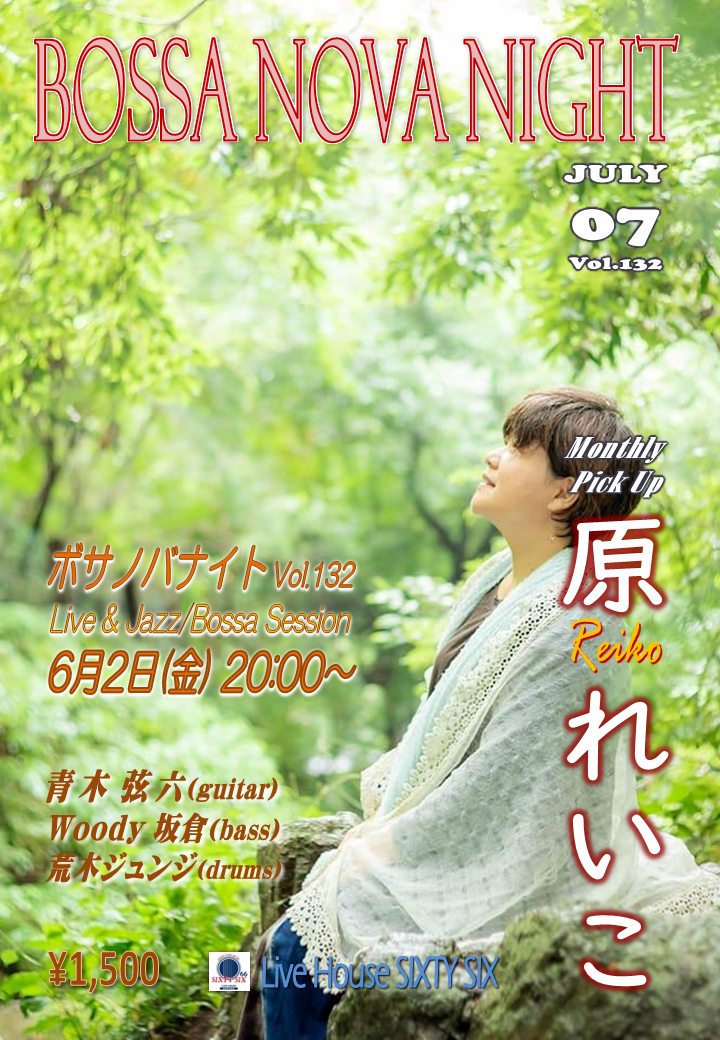 BOSSA NOVA NIGHT
JULY
07
Vol.132
Monthly
Pick Up
原れいこ
Reiko
ボサノバナイト Vol.132
Live & Jazz/Bossa Session
6月2日(金) 20:00~
青木 弦六(guitar)
Woody 坂倉(bass)
荒木ジュンジ(drums)
¥1,500
66
SIXTY SIX
Live House SIXTY SIX